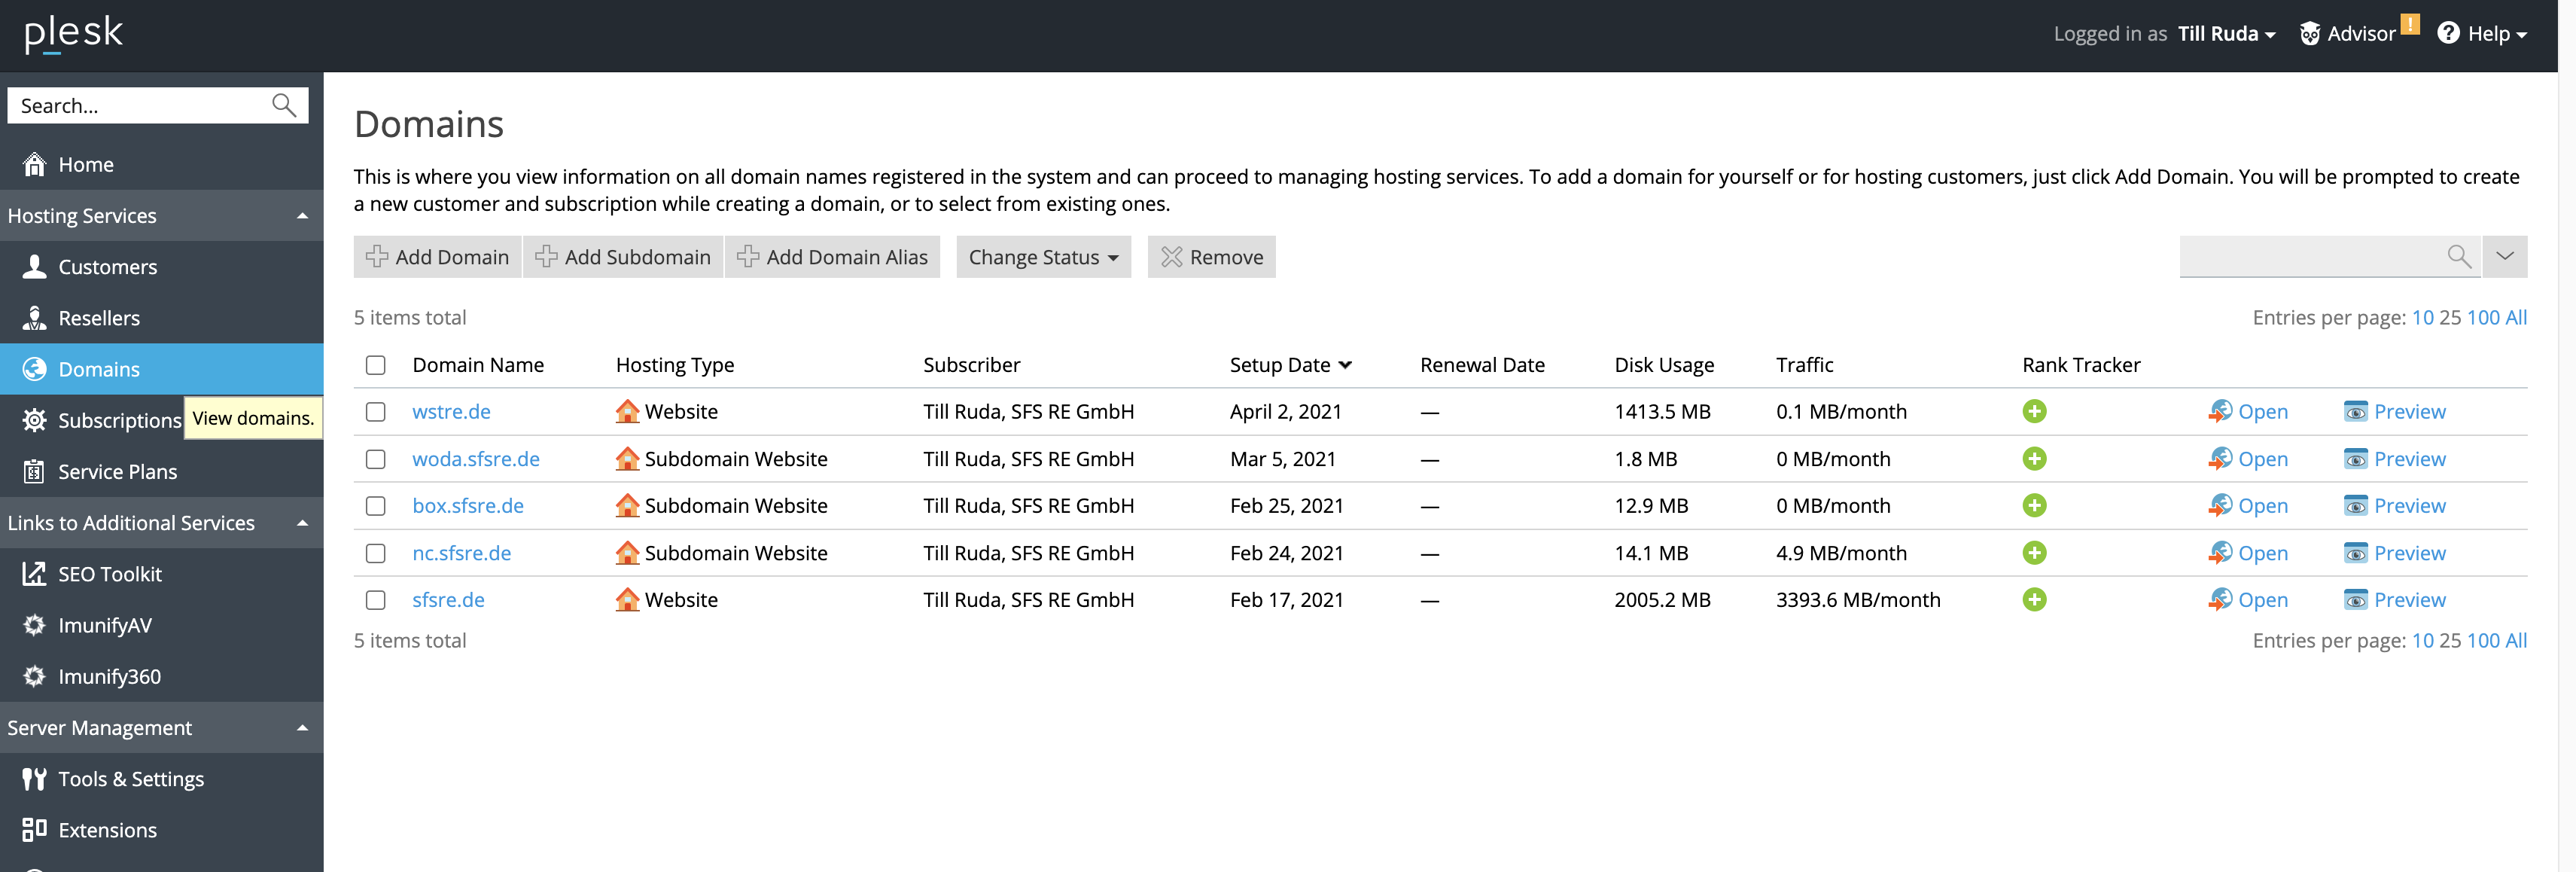 plesk
Logged in as Till Ruda Advisor ! ? Help
Search...
Home
Hosting Services
Customers
Resellers
Domains
Subscriptions
View domains.
Service Plans
Links to Additional Services
SEO Toolkit
ImunifyAV
Imunify360
Server Management
Tools & Settings
Extensions
Domains
This is where you view information on all domain names registered in the system and can proceed to managing hosting services. To add a domain for yourself or for hosting customers, just click Add Domain. You will be prompted to create
a new customer and subscription while creating a domain, or to select from existing ones.
Add Domain Add Subdomain Add Domain Alias Change Status Remove
5 items total Entries per page: 10 25 100 All
Domain Name Hosting Type Subscriber Setup Date Renewal Date Disk Usage Traffic Rank Tracker
wstre.de Website Till Ruda, SFS RE GmbH April 2, 2021 — 1413.5 MB 0.1 MB/month Open Preview
woda.sfsre.de Subdomain Website Till Ruda, SFS RE GmbH Mar 5, 2021 — 1.8 MB 0 MB/month Open Preview
box.sfsre.de Subdomain Website Till Ruda, SFS RE GmbH Feb 25, 2021 — 12.9 MB 0 MB/month Open Preview
nc.sfsre.de Subdomain Website Till Ruda, SFS RE GmbH Feb 24, 2021 — 14.1 MB 4.9 MB/month Open Preview
sfsre.de Website Till Ruda, SFS RE GmbH Feb 17, 2021 — 2005.2 MB 3393.6 MB/month Open Preview
5 items total Entries per page: 10 25 100 All